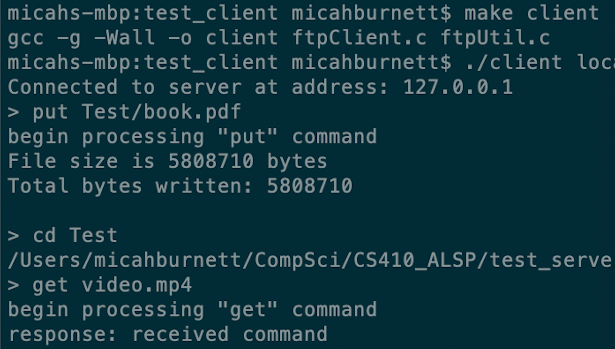 micahs-mbp:test_client micahburnett$ make client
gcc -g -Wall -o client ftpClient.c ftpUtil.c
micahs-mbp:test_client micahburnett$ ./client loca
Connected to server at address: 127.0.0.1
> put Test/book.pdf
begin processing "put" command
File size is 5808710 bytes
Total bytes written: 5808710
> cd Test
/Users/micahburnett/CompSci/CS410_ALSP/test_serve
> get video.mp4
begin processing "get" command
response: received command